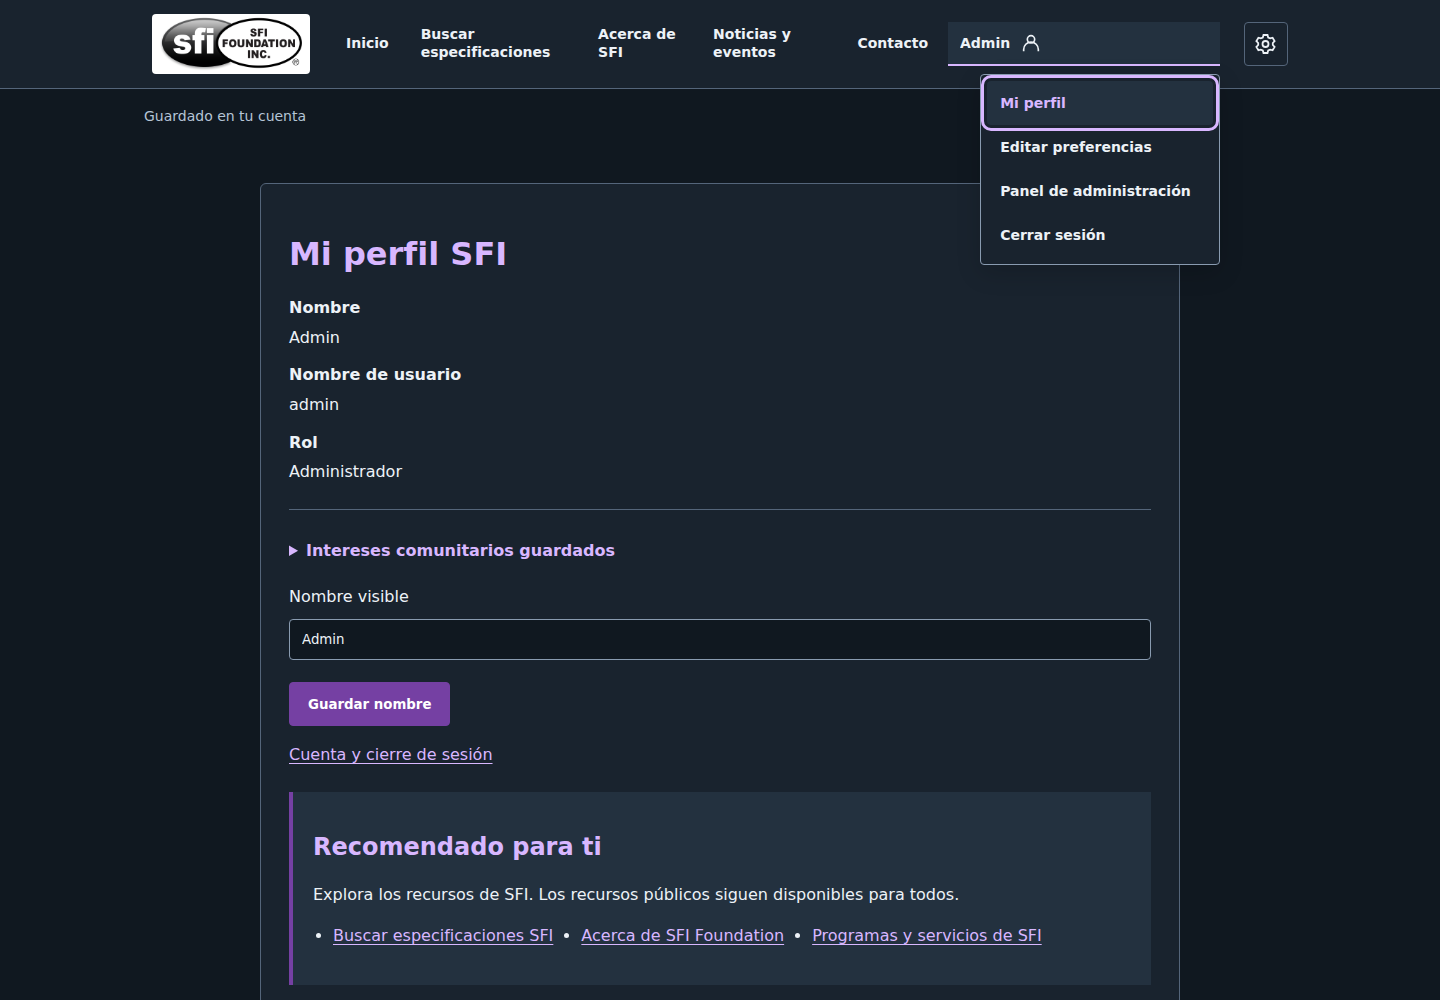 sfi
SFI
FOUNDATION
INC.
®
Inicio
Buscar
especificaciones
Acerca de
SFI
Noticias y
eventos
Contacto
Admin
Guardado en tu cuenta
Mi perfil
Editar preferencias
Panel de administración
Cerrar sesión
Mi perfil SFI
Nombre
Admin
Nombre de usuario
admin
Rol
Administrador
Intereses comunitarios guardados
Nombre visible
Admin
Guardar nombre
Cuenta y cierre de sesión
Recomendado para ti
Explora los recursos de SFI. Los recursos públicos siguen disponibles para todos.
• Buscar especificaciones SFI • Acerca de SFI Foundation • Programas y servicios de SFI